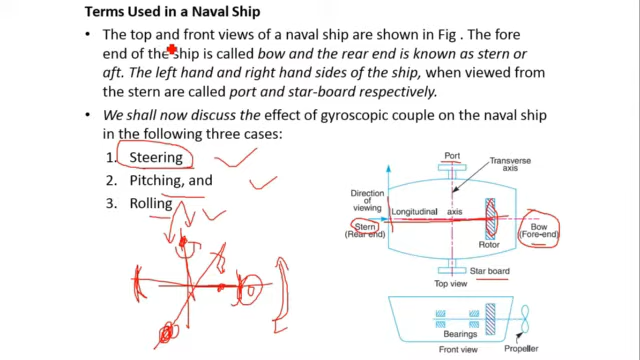 Terms Used in a Naval Ship
• The top and front views of a naval ship are shown in Fig . The fore
end of the ship is called bow and the rear end is known as stern or
aft. The left hand and right hand sides of the ship, when viewed from
the stern are called port and star-board respectively.
• We shall now discuss the effect of gyroscopic couple on the naval ship
in the following three cases:
1. Steering
2. Pitching, and
3. Rolling
Port
Transverse
axis
Direction
of viewing
Longitudinal axis
Stern
(Rear end)
Bow
(Fore-end)
Rotor
Star board
Top view
Bearings
Propeller
Front view